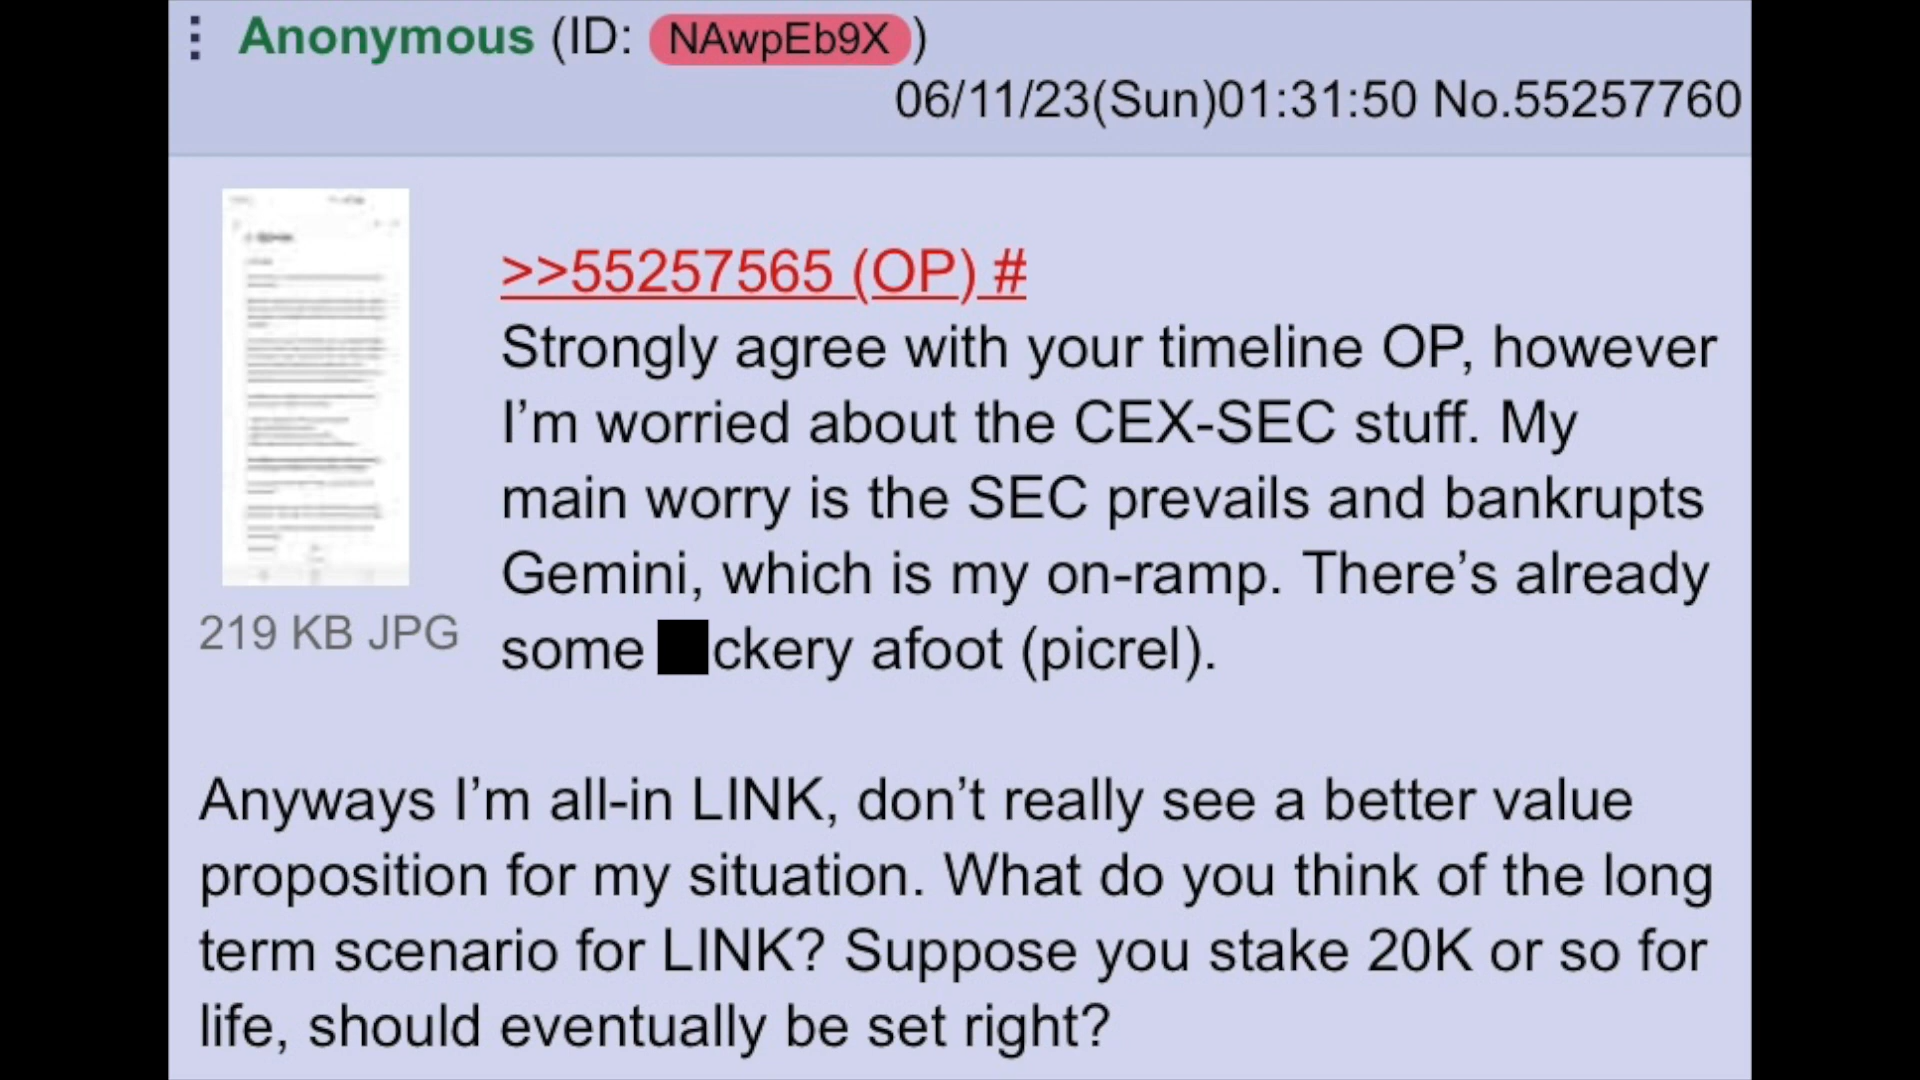 Anonymous (ID: NAwpEb9X)
06/11/23(Sun)01:31:50 No.55257760
>>55257565 (OP) #
Strongly agree with your timeline OP, however
I’m worried about the CEX-SEC stuff. My
main worry is the SEC prevails and bankrupts
Gemini, which is my on-ramp. There’s already
219 KB JPG
some ckery afoot (picrel).
Anyways I’m all-in LINK, don’t really see a better value
proposition for my situation. What do you think of the long
term scenario for LINK? Suppose you stake 20K or so for
life, should eventually be set right?